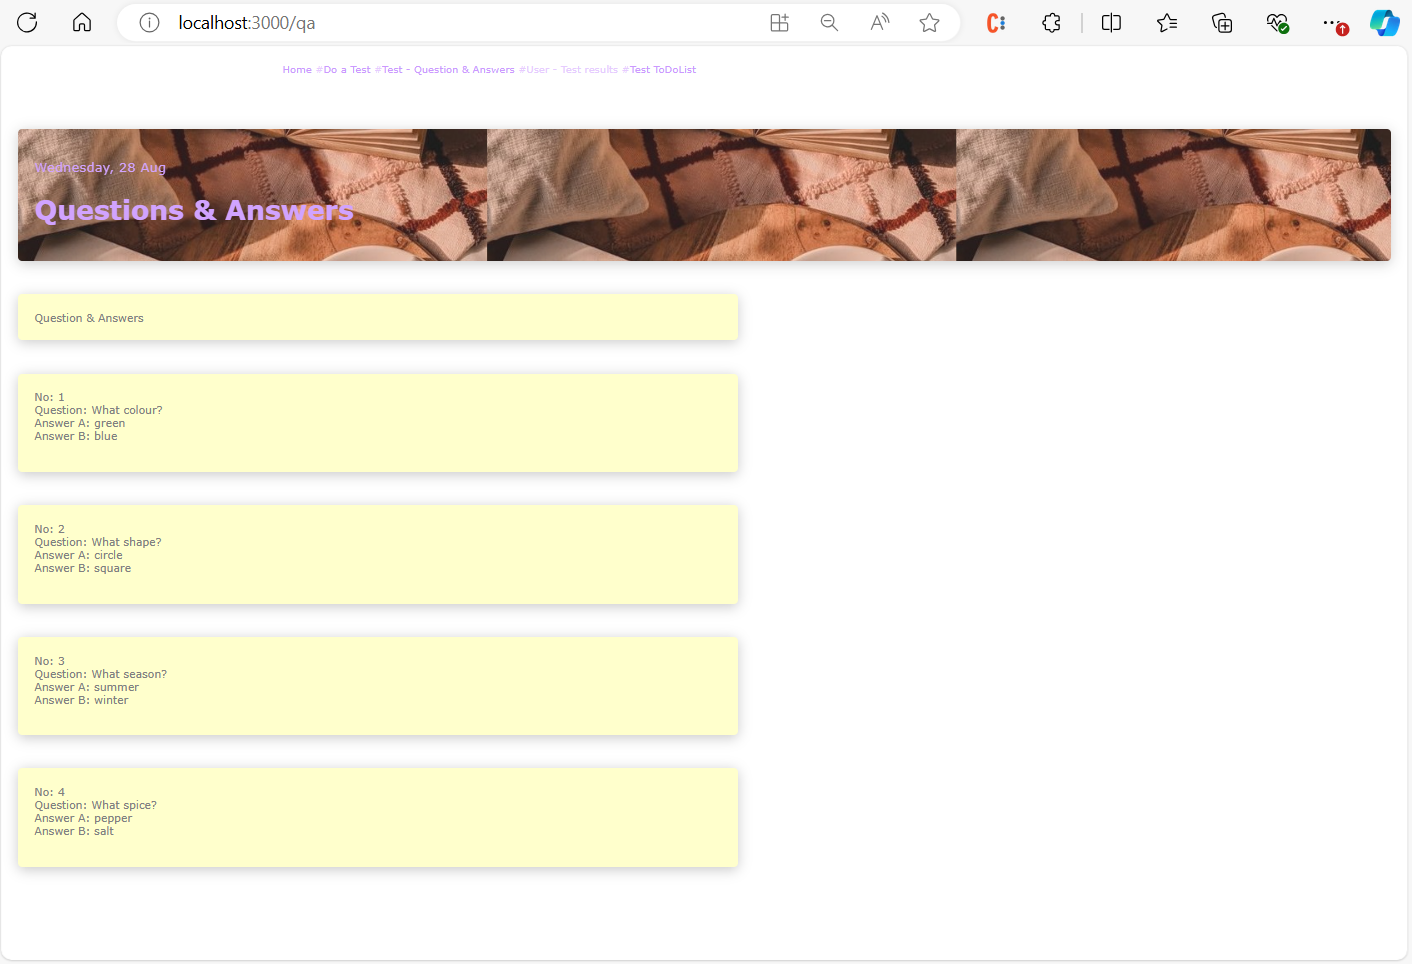 localhost:3000/qa
Home #Do a Test #Test - Question & Answers #User - Test results #Test ToDoList
Wednesday, 28 Aug
Questions & Answers
Question & Answers
No: 1
Question: What colour?
Answer A: green
Answer B: blue
No: 2
Question: What shape?
Answer A: circle
Answer B: square
No: 3
Question: What season?
Answer A: summer
Answer B: winter
No: 4
Question: What spice?
Answer A: pepper
Answer B: salt